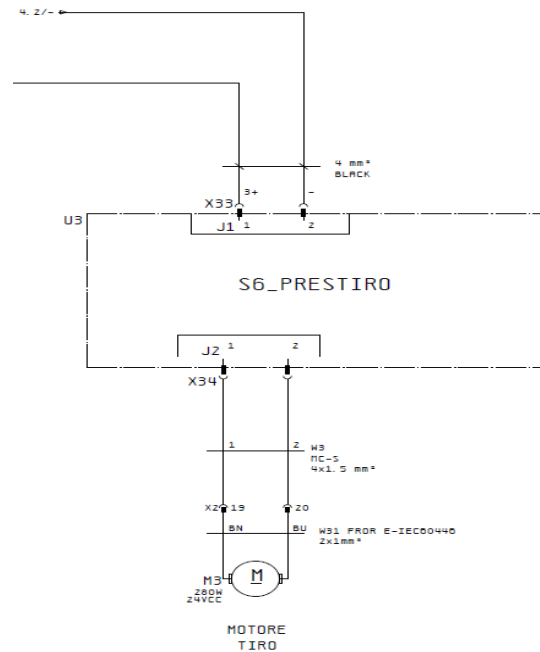 4.2/-
4 mm²
BLACK
3+ -
X33
U3
J1 1 2
S6_PRESTIRO
J2 1 2
X34
1 2 W3
MC-S
4x1.5 mm²
X2 19 20
BN BU W31 FROR E-IEC60446
2x1mm²
M
M3
280W
24VCC
MOTORE
TIRO